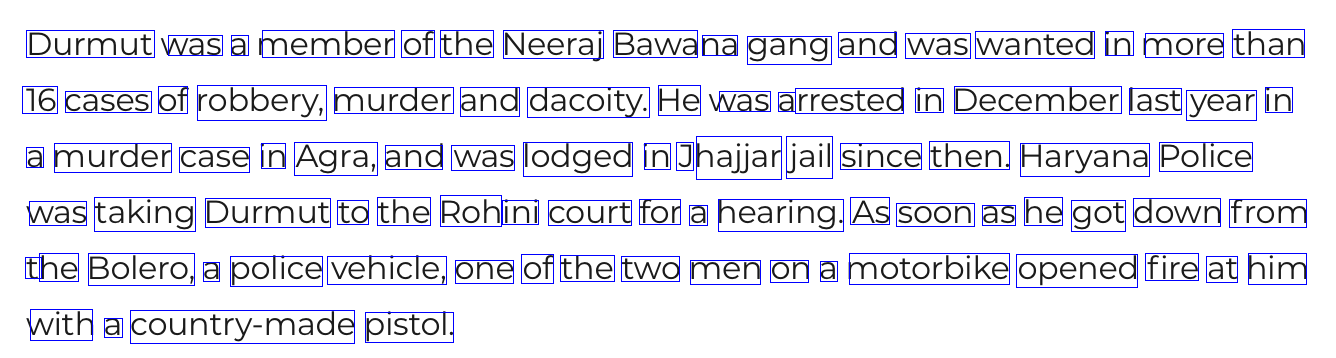 Durmut was a member of the Neeraj Bawana gang and was wanted in more than
16 cases of robbery, murder and dacoity. He was arrested in December last year in
a murder case in Agra, and was lodged in Jhajjar jail since then. Haryana Police
was taking Durmut to the Rohini court for a hearing. As soon as he got down from
the Bolero, a police vehicle, one of the two men on a motorbike opened fire at him
with a country-made pistol.